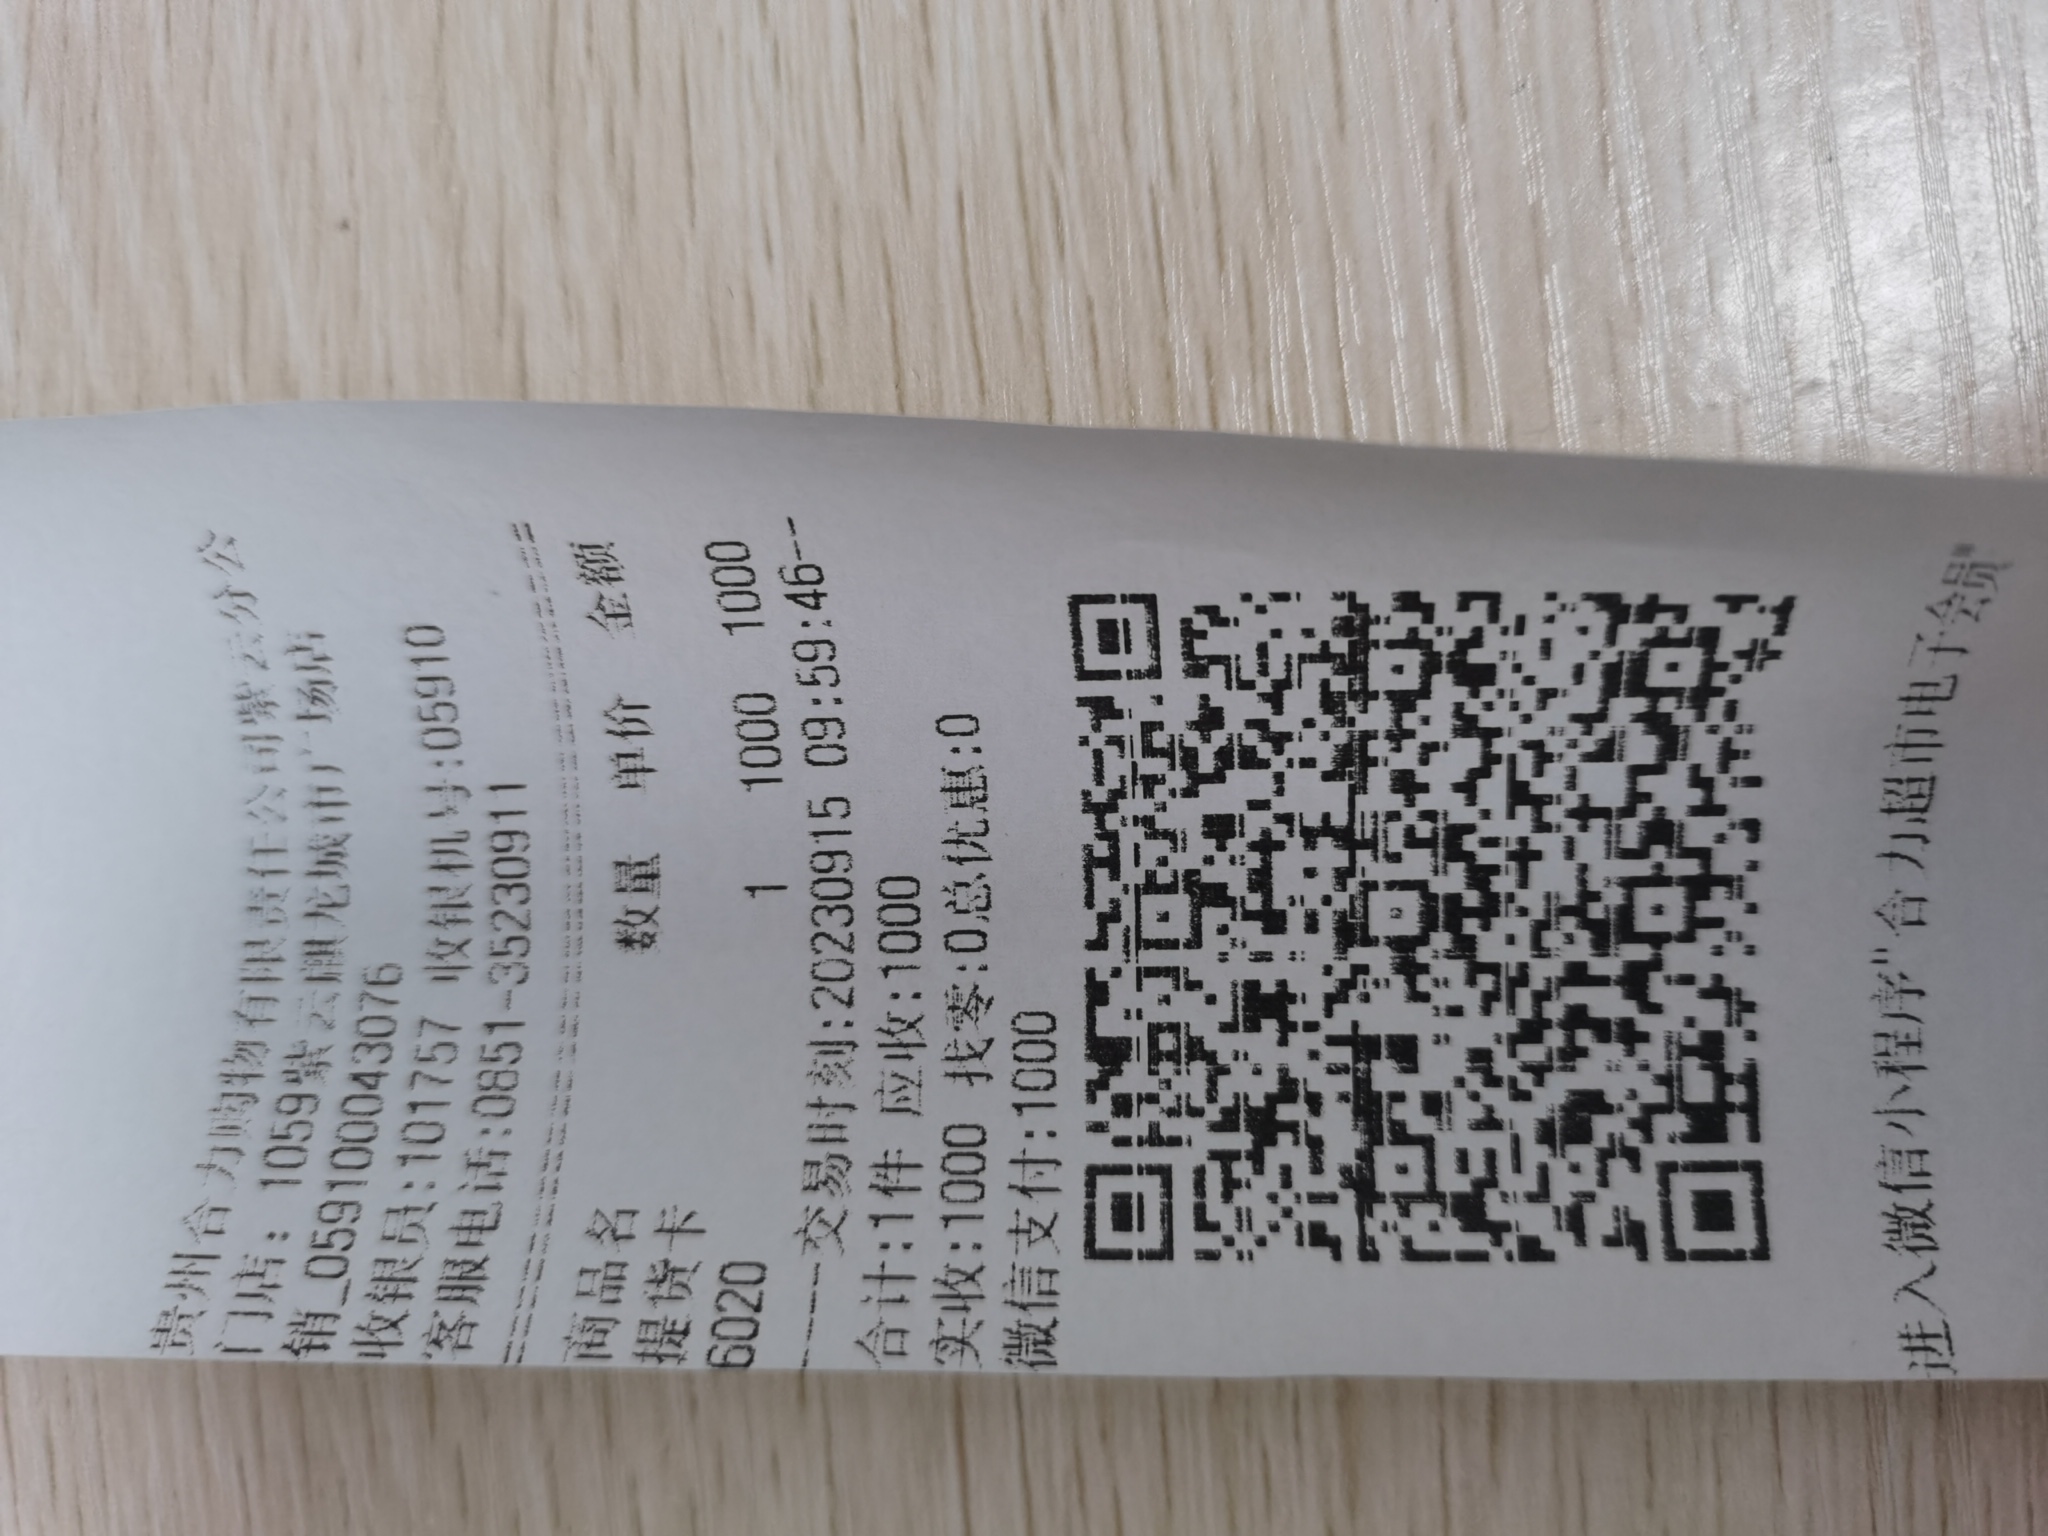 贵州合力购物有限责任公司紫云分公
门店: 1059紫云麒龙城市广场店
销_0591000043076
收银员:101757 收银机号:05910
客服电话:0851-35230911
商品名 数量 单价 金额
提货卡
6020 1 1000 1000
-----交易时刻:20230915 09:59:46--
合计:1件 应收:1000
实收:1000 找零:0总优惠:0
微信支付:1000
进入微信小程序"合力超市电子会员"